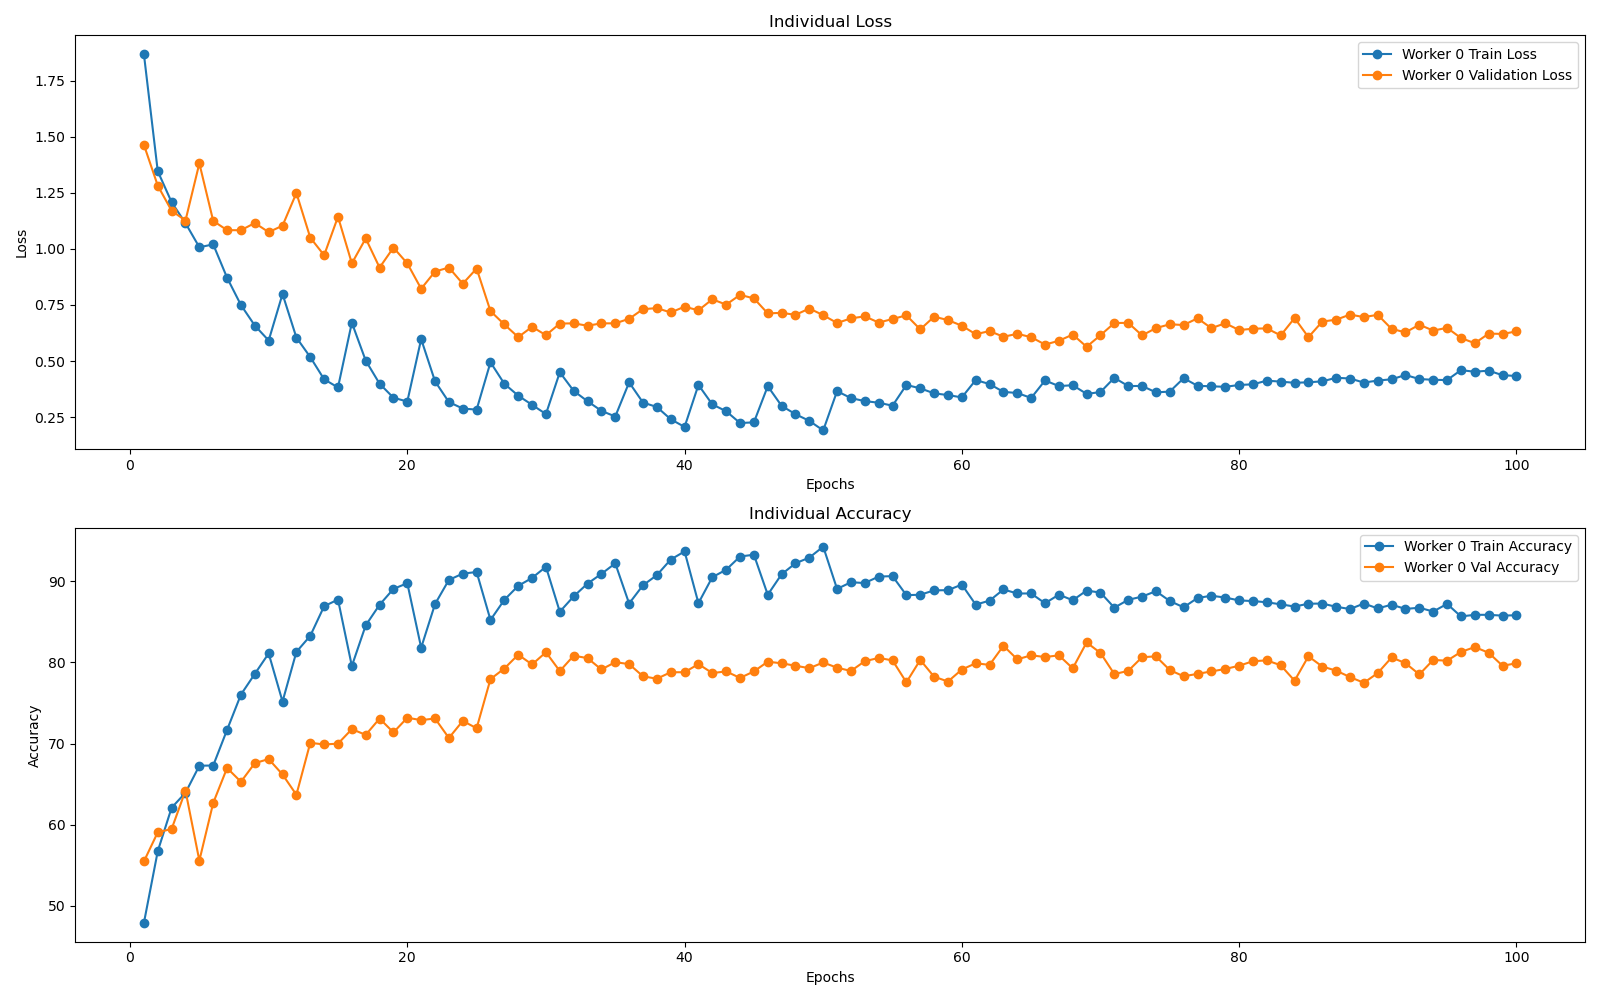 Individual Loss
Worker 0 Train Loss
Worker 0 Validation Loss
1.75
1.50
1.25
1.00
0.75
0.50
0.25
Loss
0 20 40 60 80 100
Epochs
Individual Accuracy
Worker 0 Train Accuracy
Worker 0 Val Accuracy
90
80
70
60
50
Accuracy
0 20 40 60 80 100
Epochs